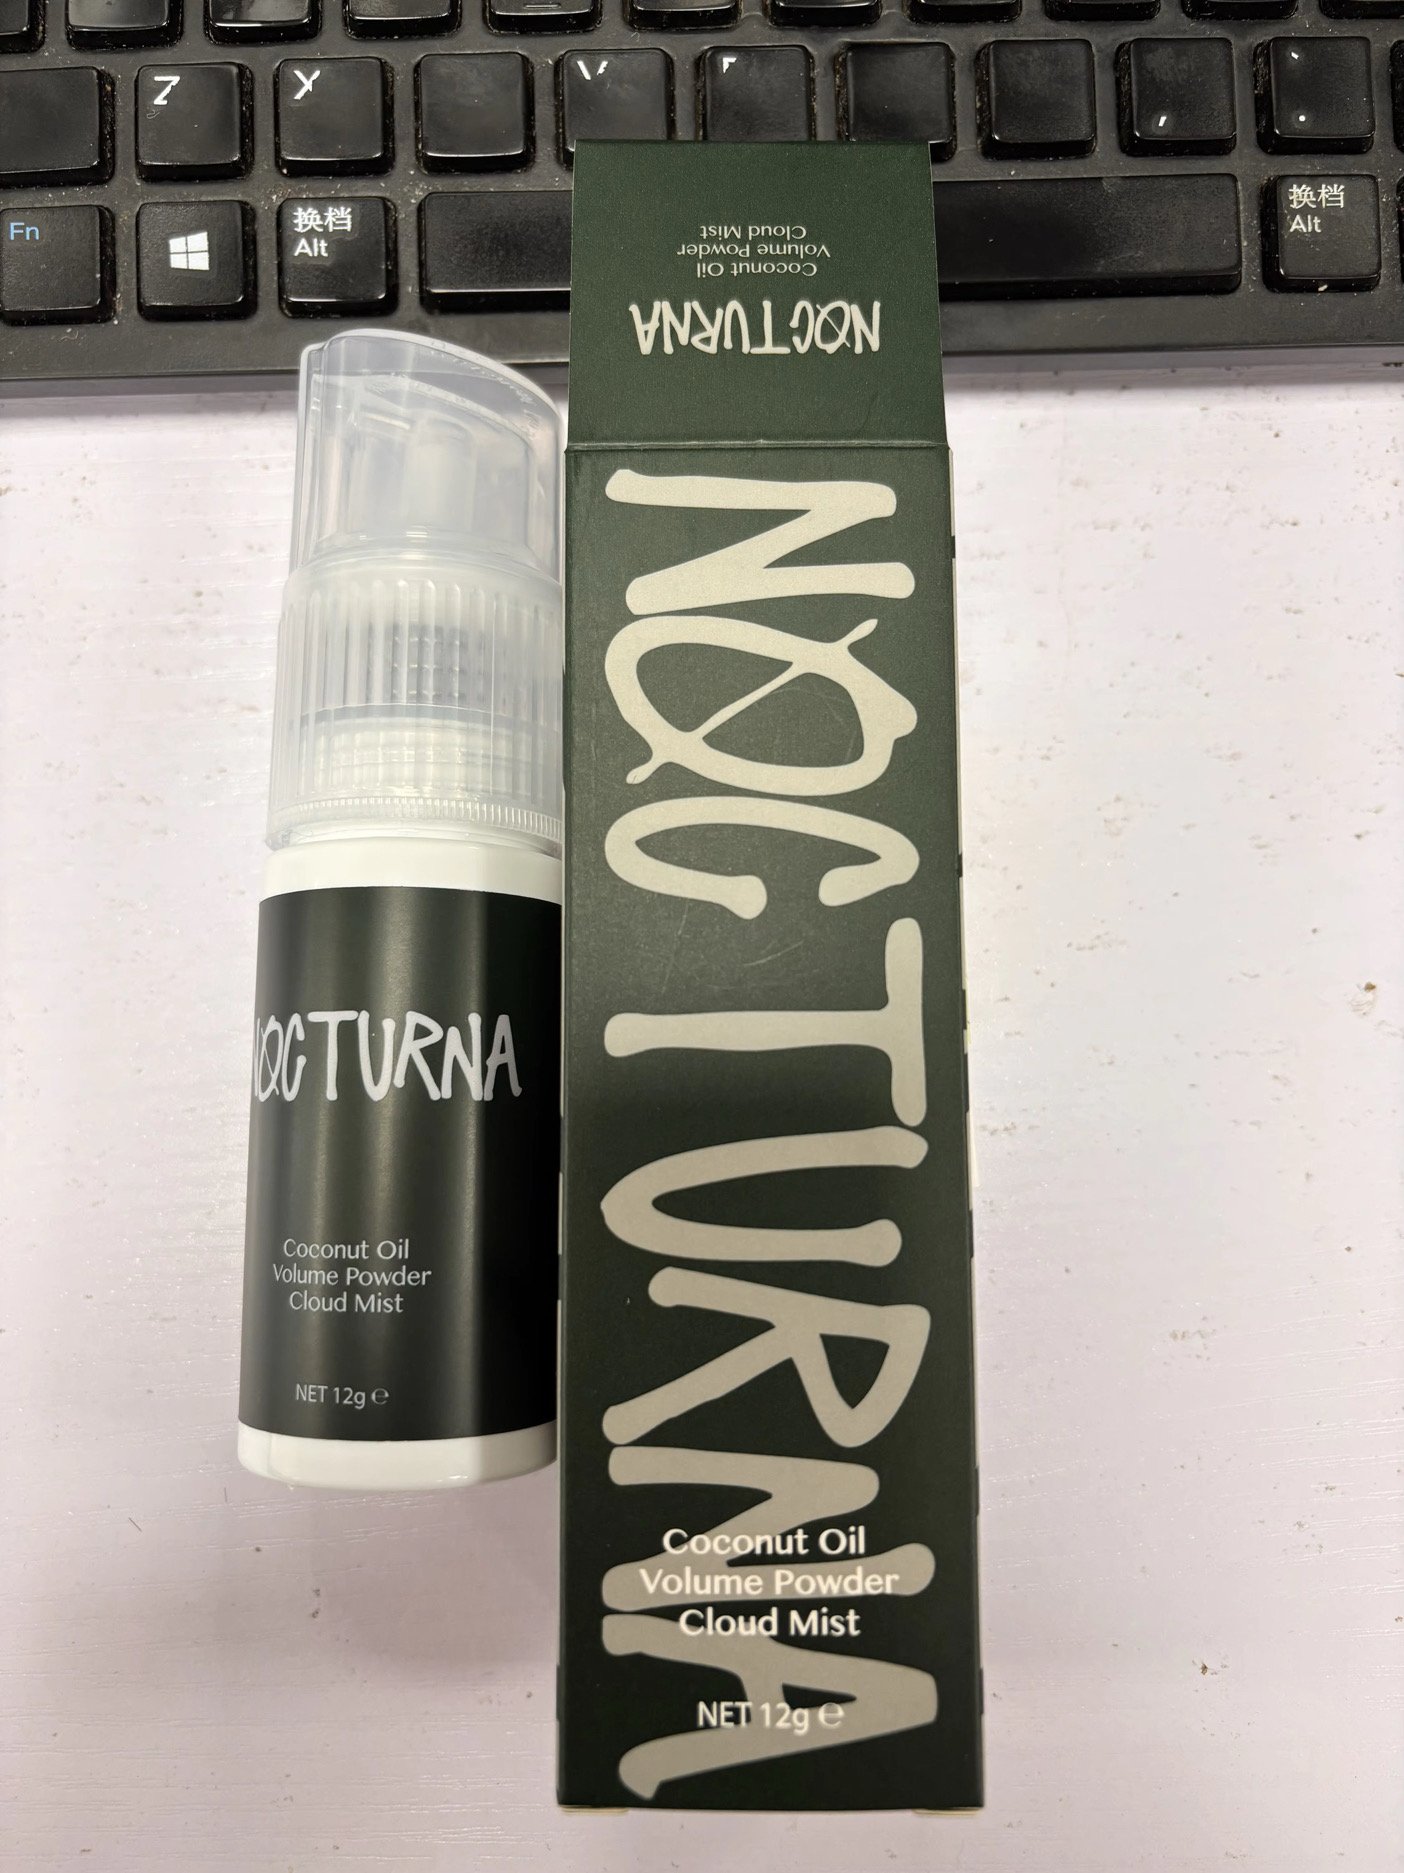 Z
X
V
,
.
Fn
换档
Alt
换档
Alt
NOCTURNA
Coconut Oil
Volume Powder
Cloud Mist
NOCTURNA
Coconut Oil
Volume Powder
Cloud Mist
NET 12g ℮
NOCTURNA
Coconut Oil
Volume Powder
Cloud Mist
NET 12g ℮